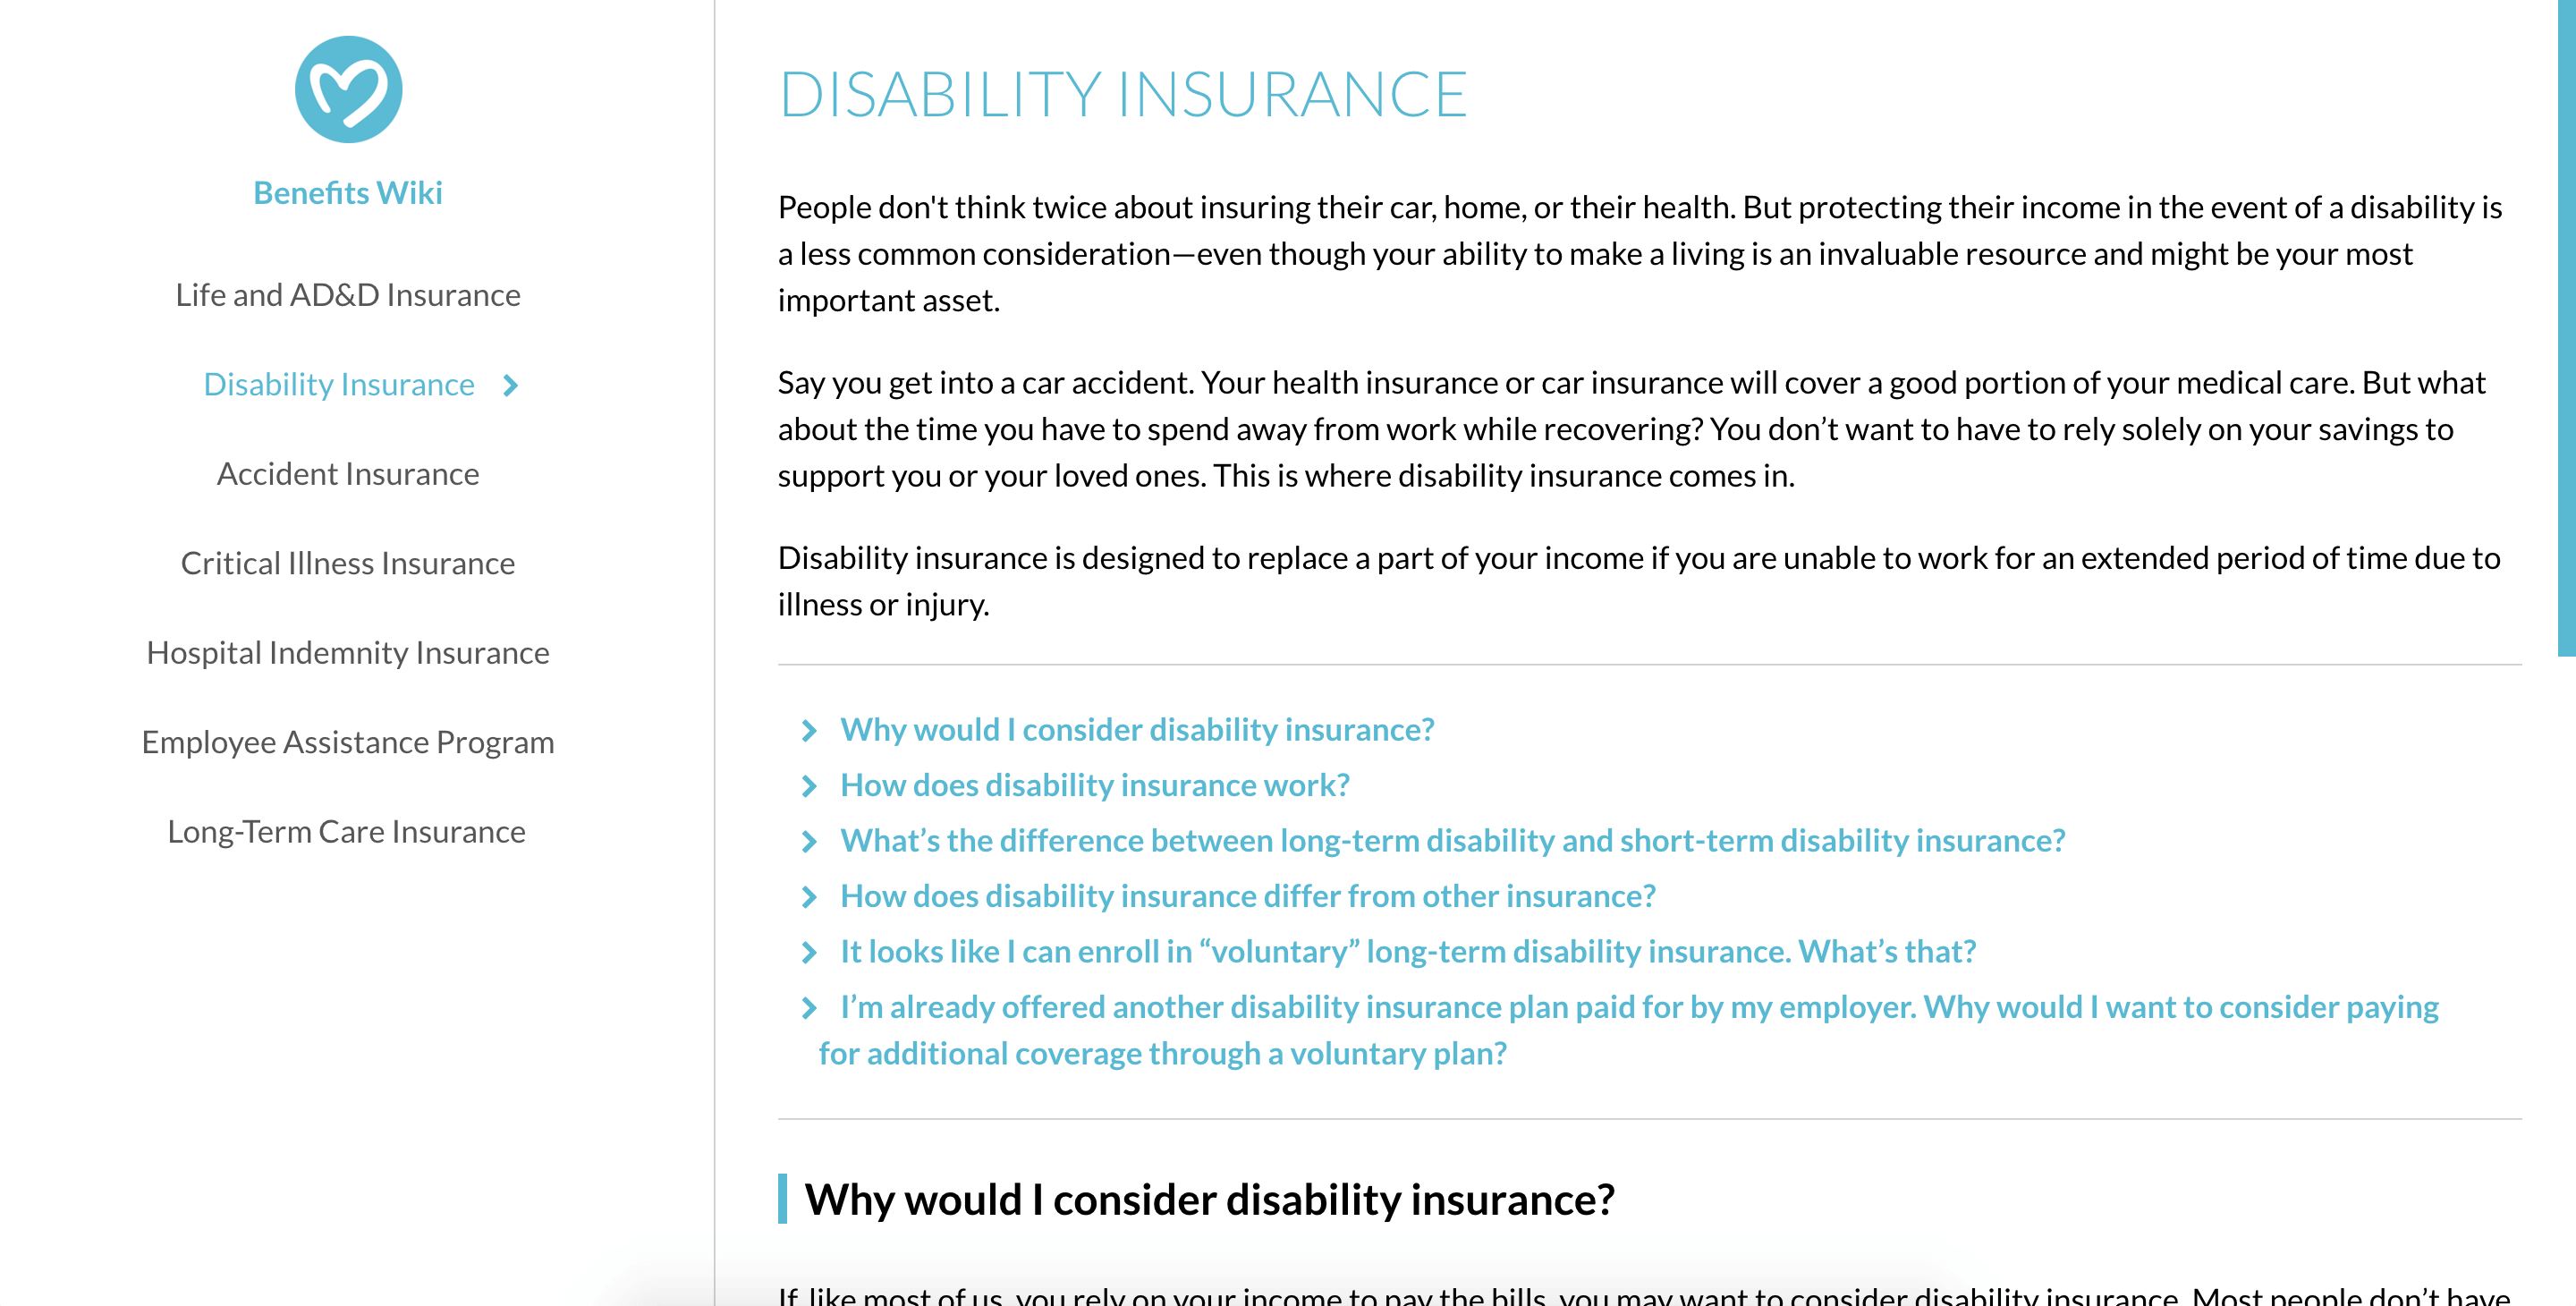 Benefits Wiki
Life and AD&D Insurance
Disability Insurance
Accident Insurance
Critical Illness Insurance
Hospital Indemnity Insurance
Employee Assistance Program
Long-Term Care Insurance
DISABILITY INSURANCE
People don't think twice about insuring their car, home, or their health. But protecting their income in the event of a disability is
a less common consideration—even though your ability to make a living is an invaluable resource and might be your most
important asset.
Say you get into a car accident. Your health insurance or car insurance will cover a good portion of your medical care. But what
about the time you have to spend away from work while recovering? You don’t want to have to rely solely on your savings to
support you or your loved ones. This is where disability insurance comes in.
Disability insurance is designed to replace a part of your income if you are unable to work for an extended period of time due to
illness or injury.
Why would I consider disability insurance?
How does disability insurance work?
What’s the difference between long-term disability and short-term disability insurance?
How does disability insurance differ from other insurance?
It looks like I can enroll in “voluntary” long-term disability insurance. What’s that?
I’m already offered another disability insurance plan paid for by my employer. Why would I want to consider paying
for additional coverage through a voluntary plan?
Why would I consider disability insurance?
If, like most of us, you rely on your income to pay the bills, you may want to consider disability insurance. Most people don’t have